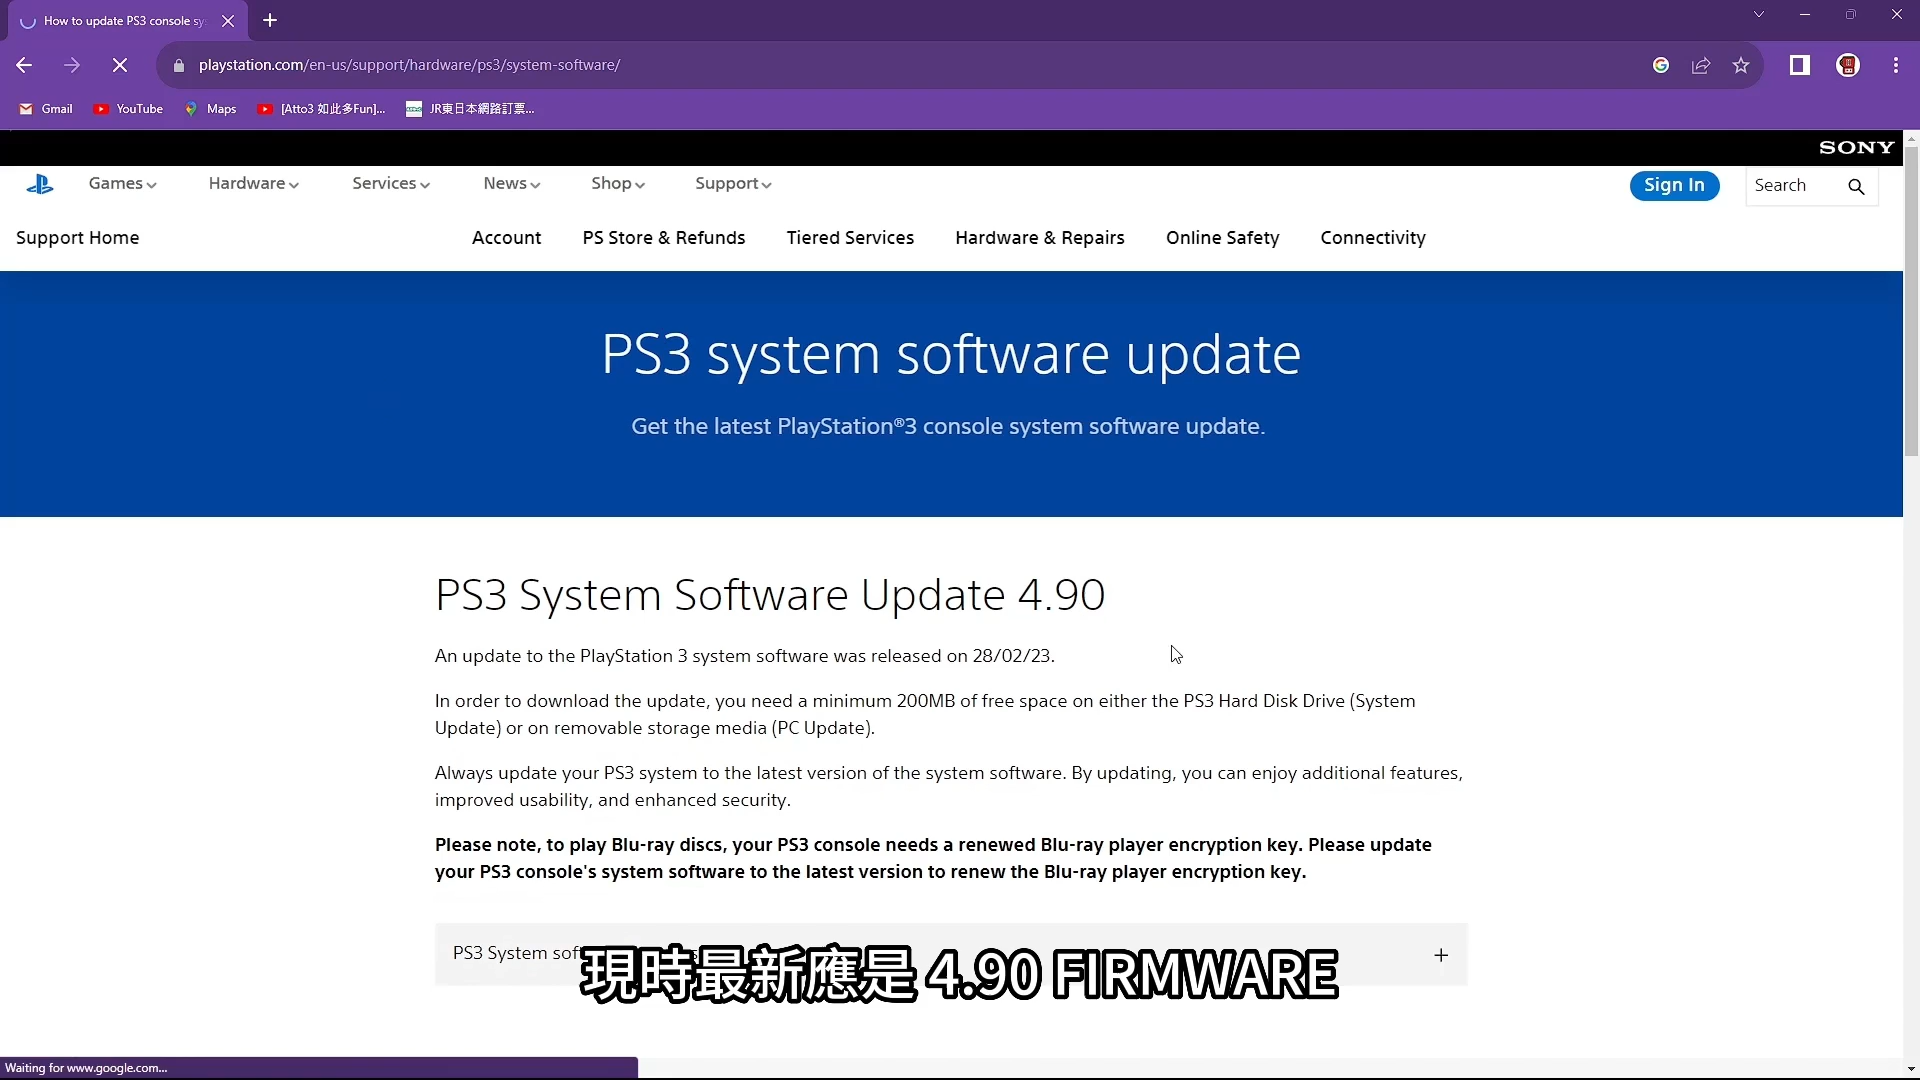 How to update PS3 console sy
playstation.com/en-us/support/hardware/ps3/system-software/
Gmail YouTube Maps [Atto3 如此多Fun]... JR東日本網路訂票...
SONY
Games Hardware Services News Shop Support Sign In Search
Support Home Account PS Store & Refunds Tiered Services Hardware & Repairs Online Safety Connectivity
PS3 system software update
Get the latest PlayStation®3 console system software update.
PS3 System Software Update 4.90
An update to the PlayStation 3 system software was released on 28/02/23.
In order to download the update, you need a minimum 200MB of free space on either the PS3 Hard Disk Drive (System
Update) or on removable storage media (PC Update).
Always update your PS3 system to the latest version of the system software. By updating, you can enjoy additional features,
improved usability, and enhanced security.
Please note, to play Blu-ray discs, your PS3 console needs a renewed Blu-ray player encryption key. Please update
your PS3 console's system software to the latest version to renew the Blu-ray player encryption key.
PS3 System
現時最新應是 4.90 FIRMWARE
Waiting for www.google.com...